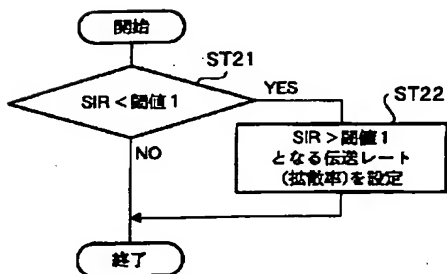 開始
ST21
SIR < 閾値1
YES
NO
ST22
SIR > 閾値1
となる伝送レート
(拡散率)を設定
終了